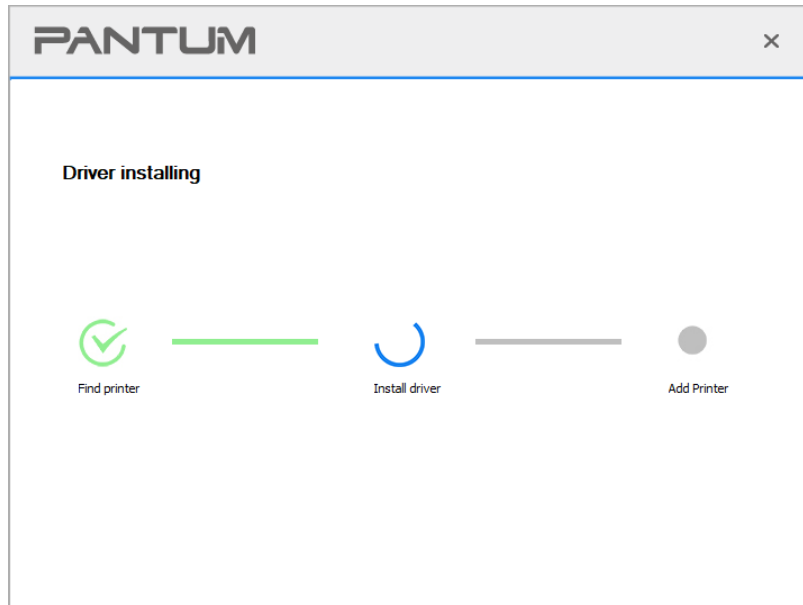 PANTUM
Driver installing
Find printer
Install driver
Add Printer